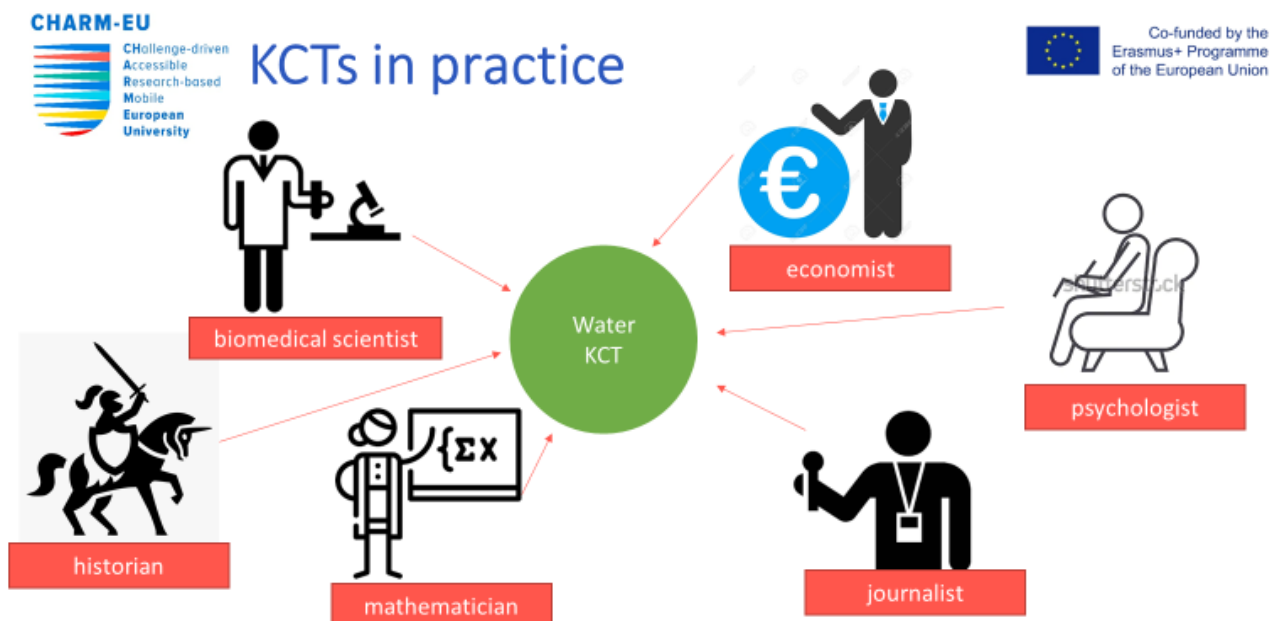 CHARM-EU
CHallenge-driven
Accessible
Research-based
Mobile
European
University
KCTs in practice
Co-funded by the
Erasmus+ Programme
of the European Union
€
economist
shutterstock
biomedical scientist
Water
KCT
psychologist
{ΣX
historian
mathematician
journalist